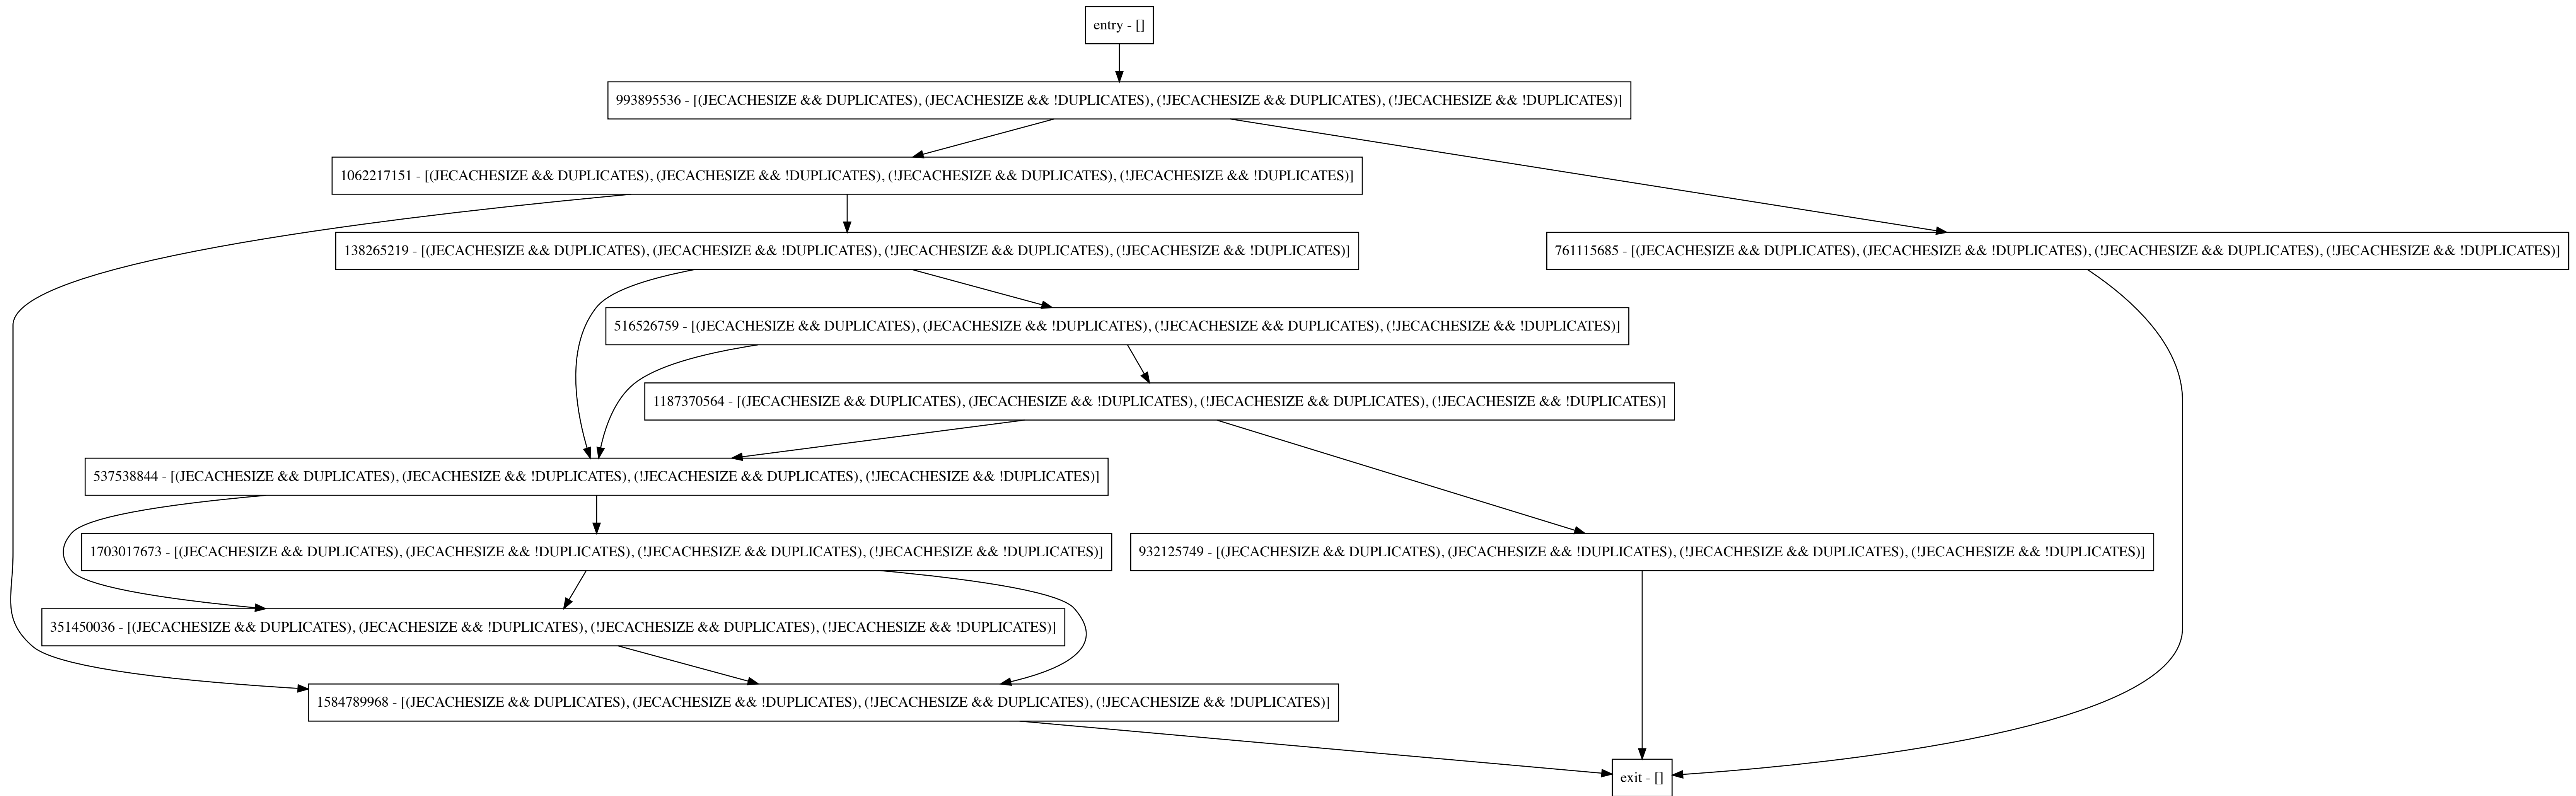 entry - []
993895536 - [(JECACHESIZE && DUPLICATES), (JECACHESIZE && !DUPLICATES), (!JECACHESIZE && DUPLICATES), (!JECACHESIZE && !DUPLICATES)]
1062217151 - [(JECACHESIZE && DUPLICATES), (JECACHESIZE && !DUPLICATES), (!JECACHESIZE && DUPLICATES), (!JECACHESIZE && !DUPLICATES)]
138265219 - [(JECACHESIZE && DUPLICATES), (JECACHESIZE && !DUPLICATES), (!JECACHESIZE && DUPLICATES), (!JECACHESIZE && !DUPLICATES)]
761115685 - [(JECACHESIZE && DUPLICATES), (JECACHESIZE && !DUPLICATES), (!JECACHESIZE && DUPLICATES), (!JECACHESIZE && !DUPLICATES)]
516526759 - [(JECACHESIZE && DUPLICATES), (JECACHESIZE && !DUPLICATES), (!JECACHESIZE && DUPLICATES), (!JECACHESIZE && !DUPLICATES)]
1187370564 - [(JECACHESIZE && DUPLICATES), (JECACHESIZE && !DUPLICATES), (!JECACHESIZE && DUPLICATES), (!JECACHESIZE && !DUPLICATES)]
537538844 - [(JECACHESIZE && DUPLICATES), (JECACHESIZE && !DUPLICATES), (!JECACHESIZE && DUPLICATES), (!JECACHESIZE && !DUPLICATES)]
1703017673 - [(JECACHESIZE && DUPLICATES), (JECACHESIZE && !DUPLICATES), (!JECACHESIZE && DUPLICATES), (!JECACHESIZE && !DUPLICATES)]
932125749 - [(JECACHESIZE && DUPLICATES), (JECACHESIZE && !DUPLICATES), (!JECACHESIZE && DUPLICATES), (!JECACHESIZE && !DUPLICATES)]
351450036 - [(JECACHESIZE && DUPLICATES), (JECACHESIZE && !DUPLICATES), (!JECACHESIZE && DUPLICATES), (!JECACHESIZE && !DUPLICATES)]
1584789968 - [(JECACHESIZE && DUPLICATES), (JECACHESIZE && !DUPLICATES), (!JECACHESIZE && DUPLICATES), (!JECACHESIZE && !DUPLICATES)]
exit - []